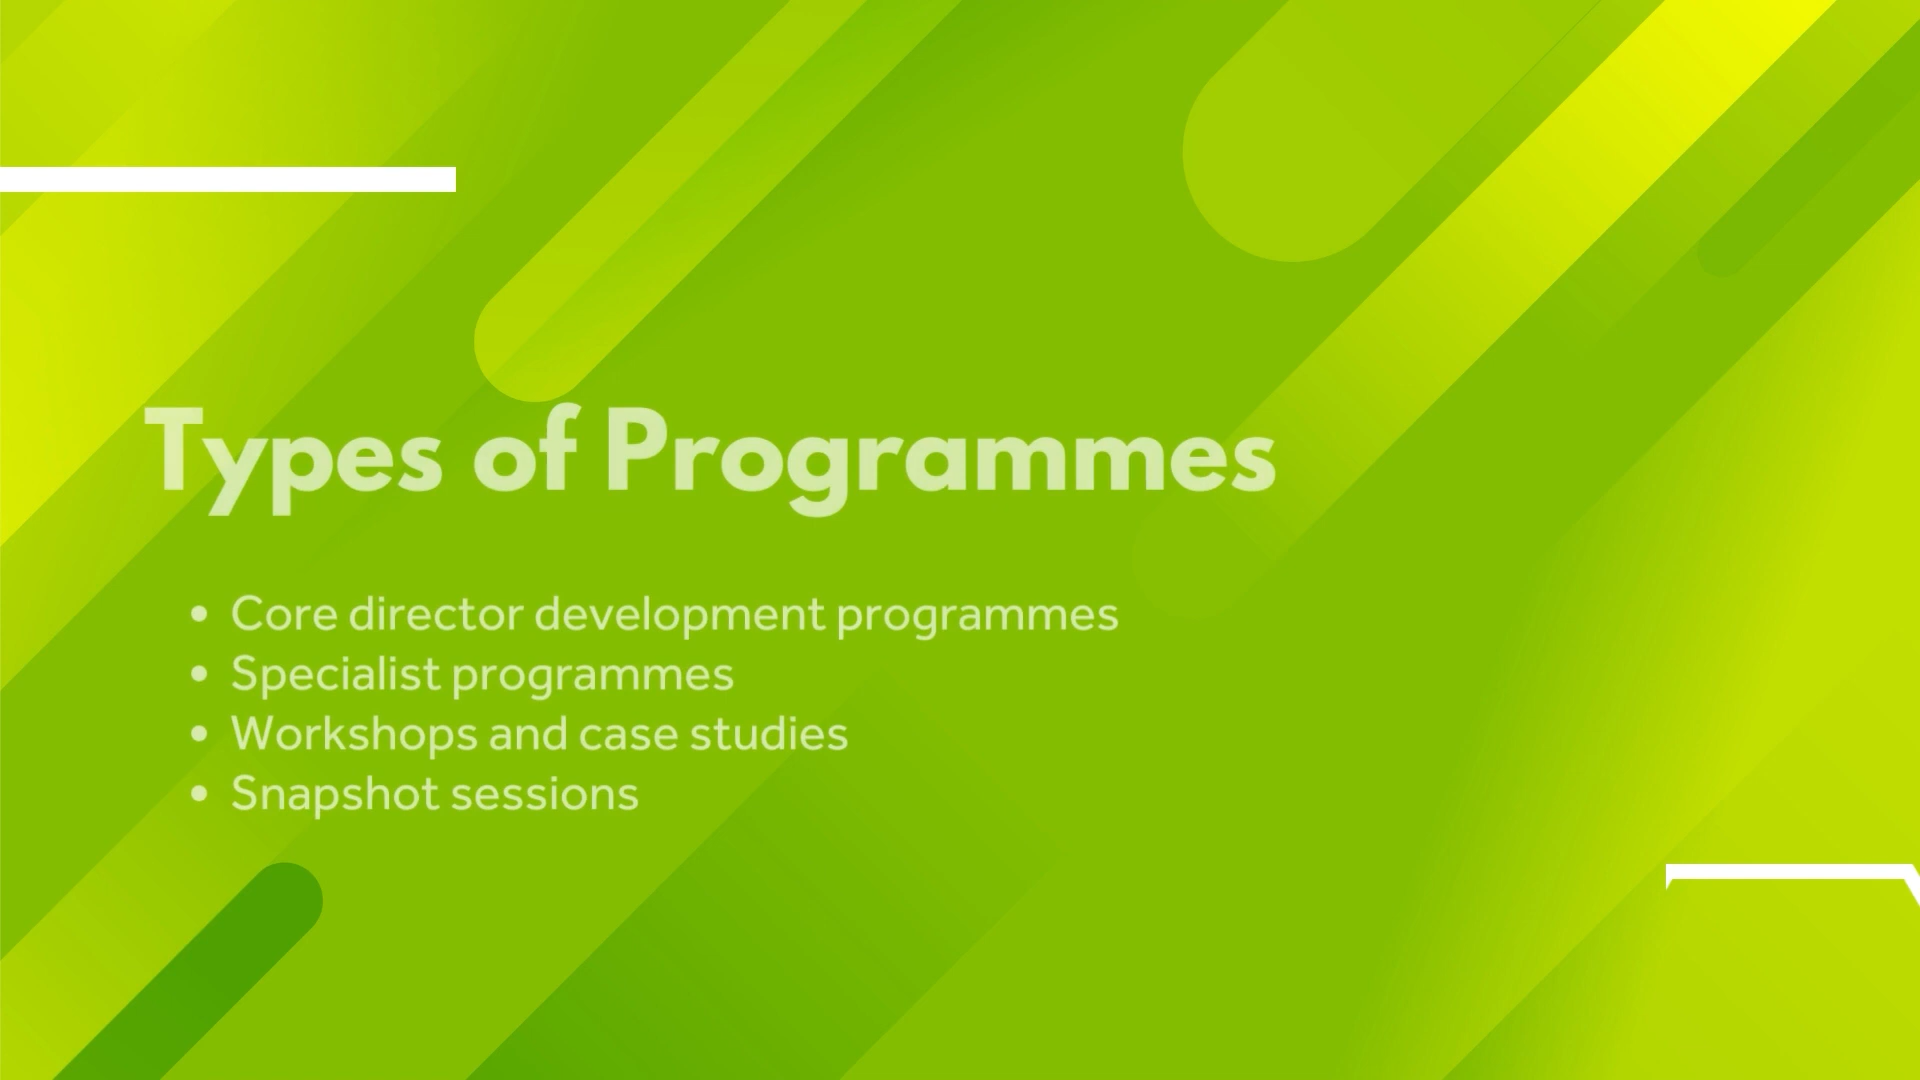 Types of Programmes
• Core director development programmes
• Specialist programmes
• Workshops and case studies
• Snapshot sessions